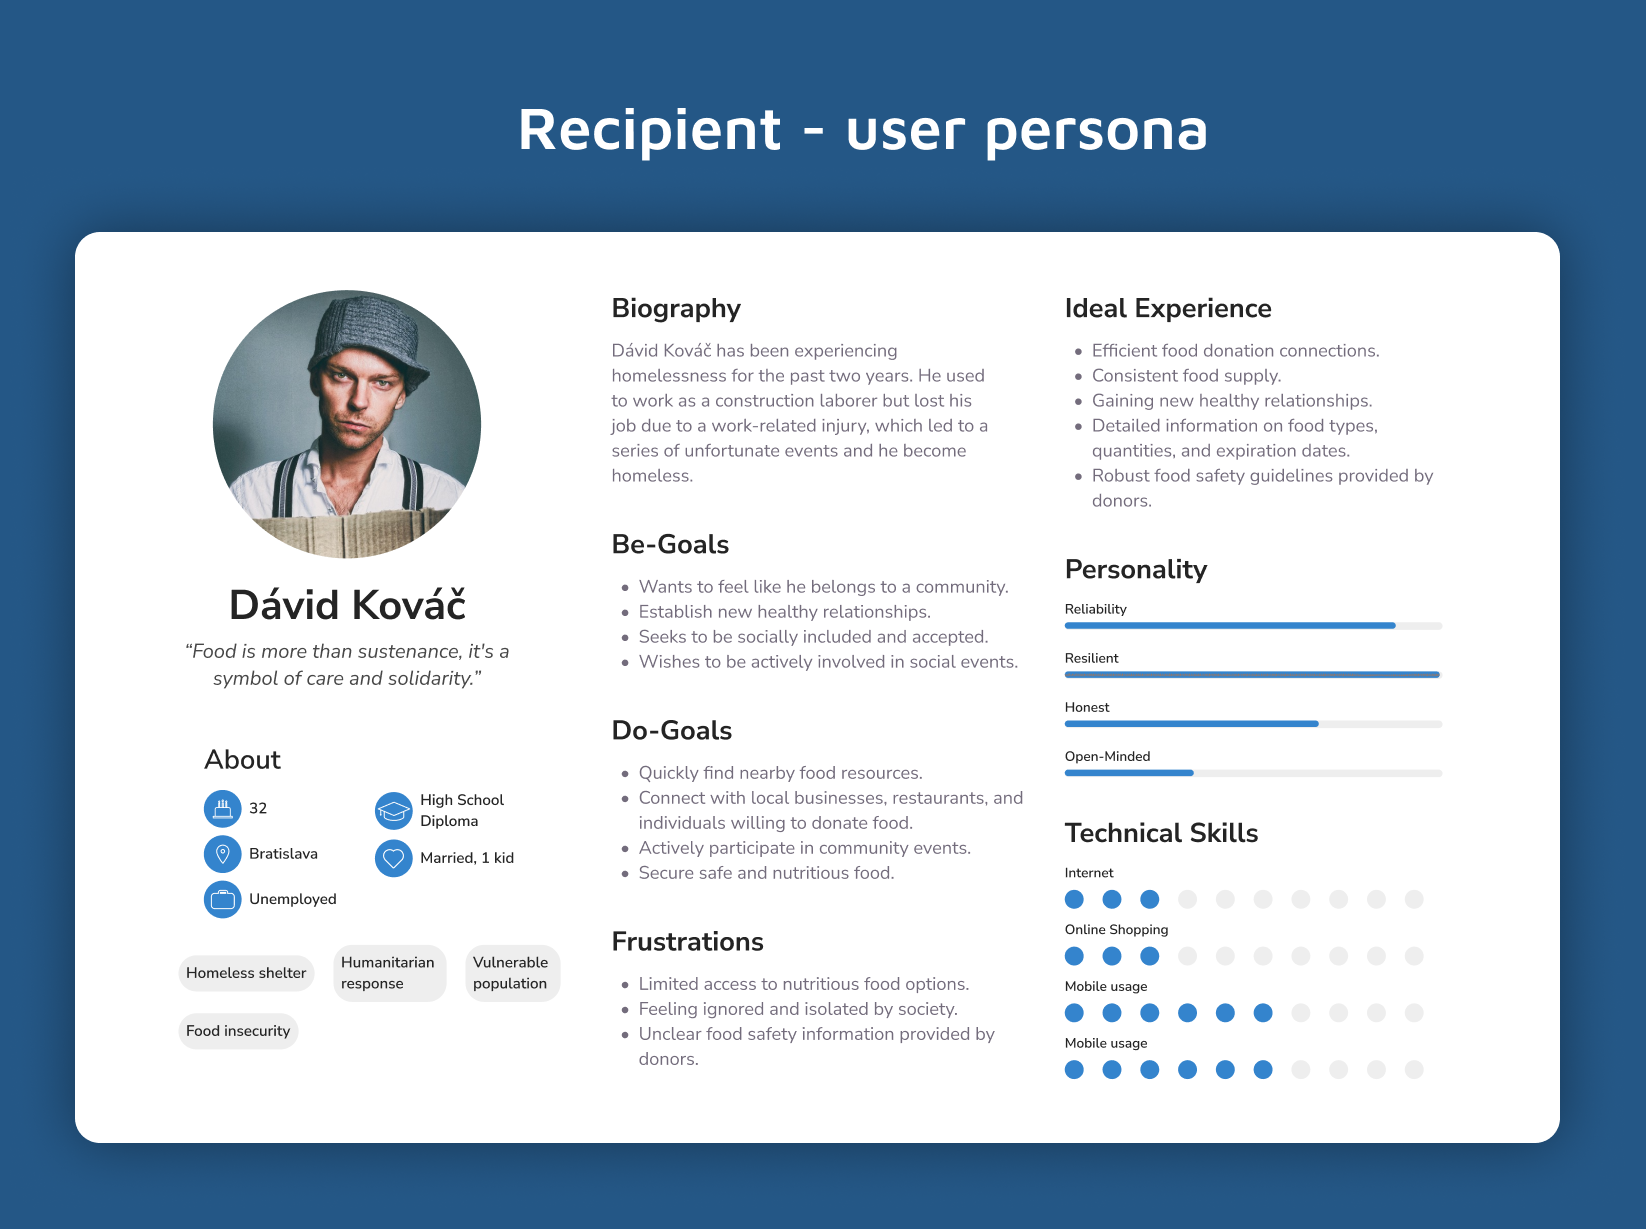 Recipient - user persona
Dávid Kováč
“Food is more than sustenance, it's a
symbol of care and solidarity.”
About
32
Bratislava
Unemployed
High School
Diploma
Married, 1 kid
Homeless shelter
Humanitarian
response
Vulnerable
population
Food insecurity
Biography
Dávid Kováč has been experiencing
homelessness for the past two years. He used
to work as a construction laborer but lost his
job due to a work-related injury, which led to a
series of unfortunate events and he become
homeless.
Be-Goals
• Wants to feel like he belongs to a community.
• Establish new healthy relationships.
• Seeks to be socially included and accepted.
• Wishes to be actively involved in social events.
Do-Goals
• Quickly find nearby food resources.
• Connect with local businesses, restaurants, and
individuals willing to donate food.
• Actively participate in community events.
• Secure safe and nutritious food.
Frustrations
• Limited access to nutritious food options.
• Feeling ignored and isolated by society.
• Unclear food safety information provided by
donors.
Ideal Experience
• Efficient food donation connections.
• Consistent food supply.
• Gaining new healthy relationships.
• Detailed information on food types,
quantities, and expiration dates.
• Robust food safety guidelines provided by
donors.
Personality
Reliability
Resilient
Honest
Open-Minded
Technical Skills
Internet
Online Shopping
Mobile usage
Mobile usage